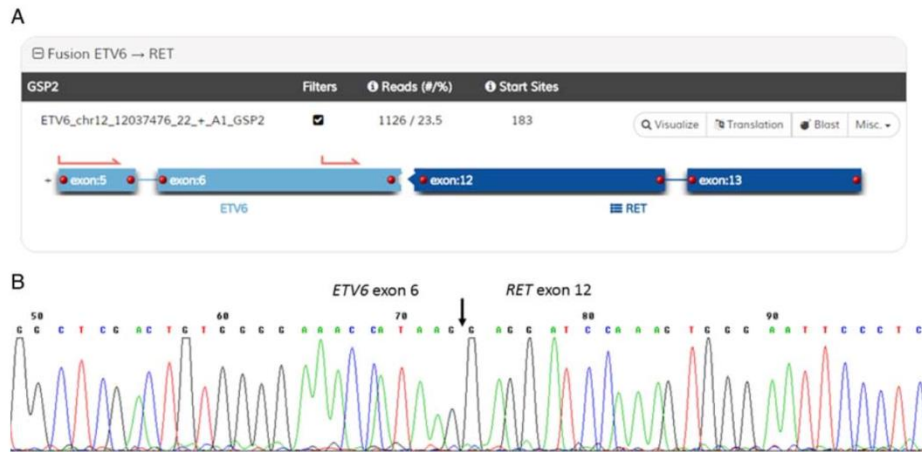 A
Fusion ETV6 → RET
GSP2 Filters Reads (#/%) Start Sites
ETV6_chr12_12037476_22_+_A1_GSP2 1126 / 23.5 183 Visualize Translation Blast Misc.
exon:5 exon:6 exon:12 exon:13
ETV6 RET
B
ETV6 exon 6 RET exon 12
50 60 70 80 90
G G C T C G A C T G T G G G G A A A C C A T A A G G A G G A T C C A A A G T G G G A A T T C C C T C